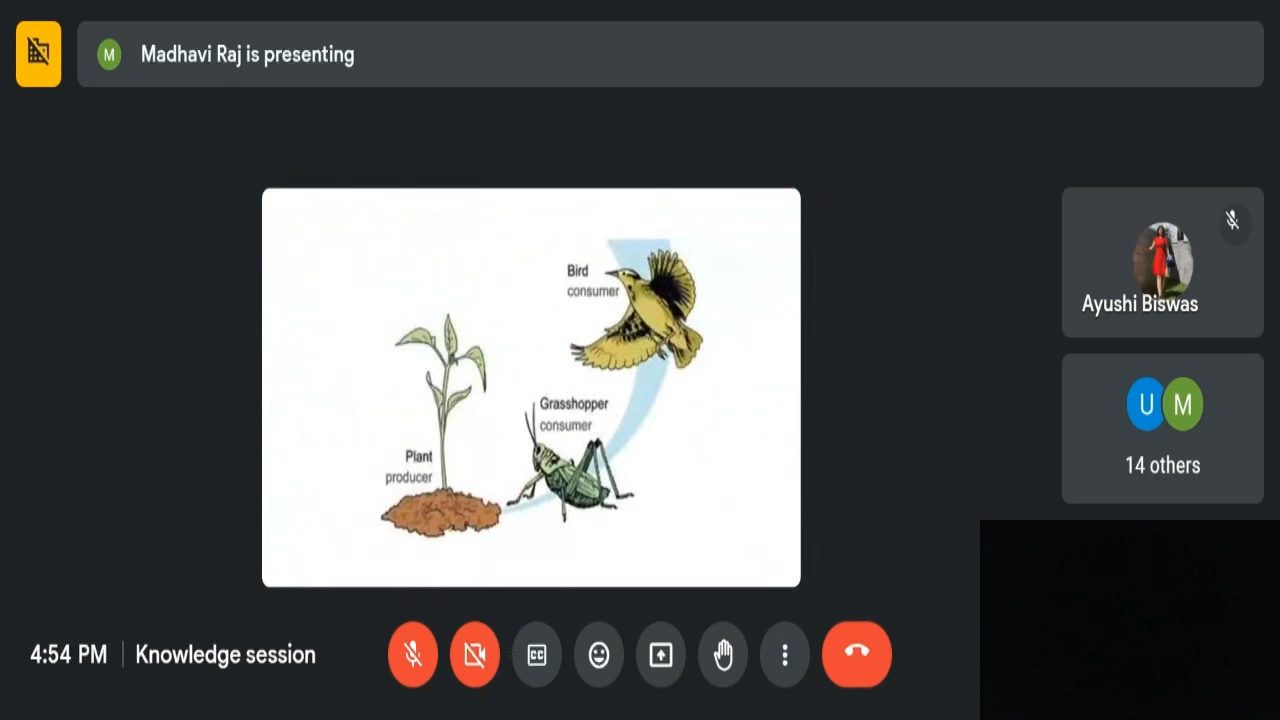 M Madhavi Raj is presenting
Bird
consumer
Grasshopper
consumer
Plant
producer
Ayushi Biswas
U M
14 others
4:54 PM | Knowledge session
CC